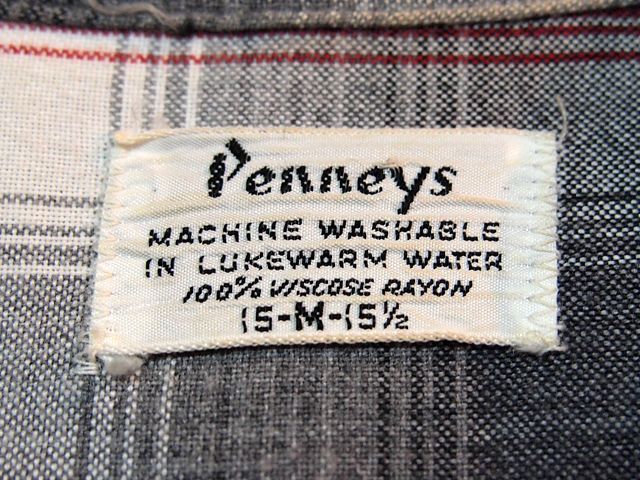 Penneys
MACHINE WASHABLE
IN LUKEWARM WATER
100% VISCOSE RAYON
15-M-15½